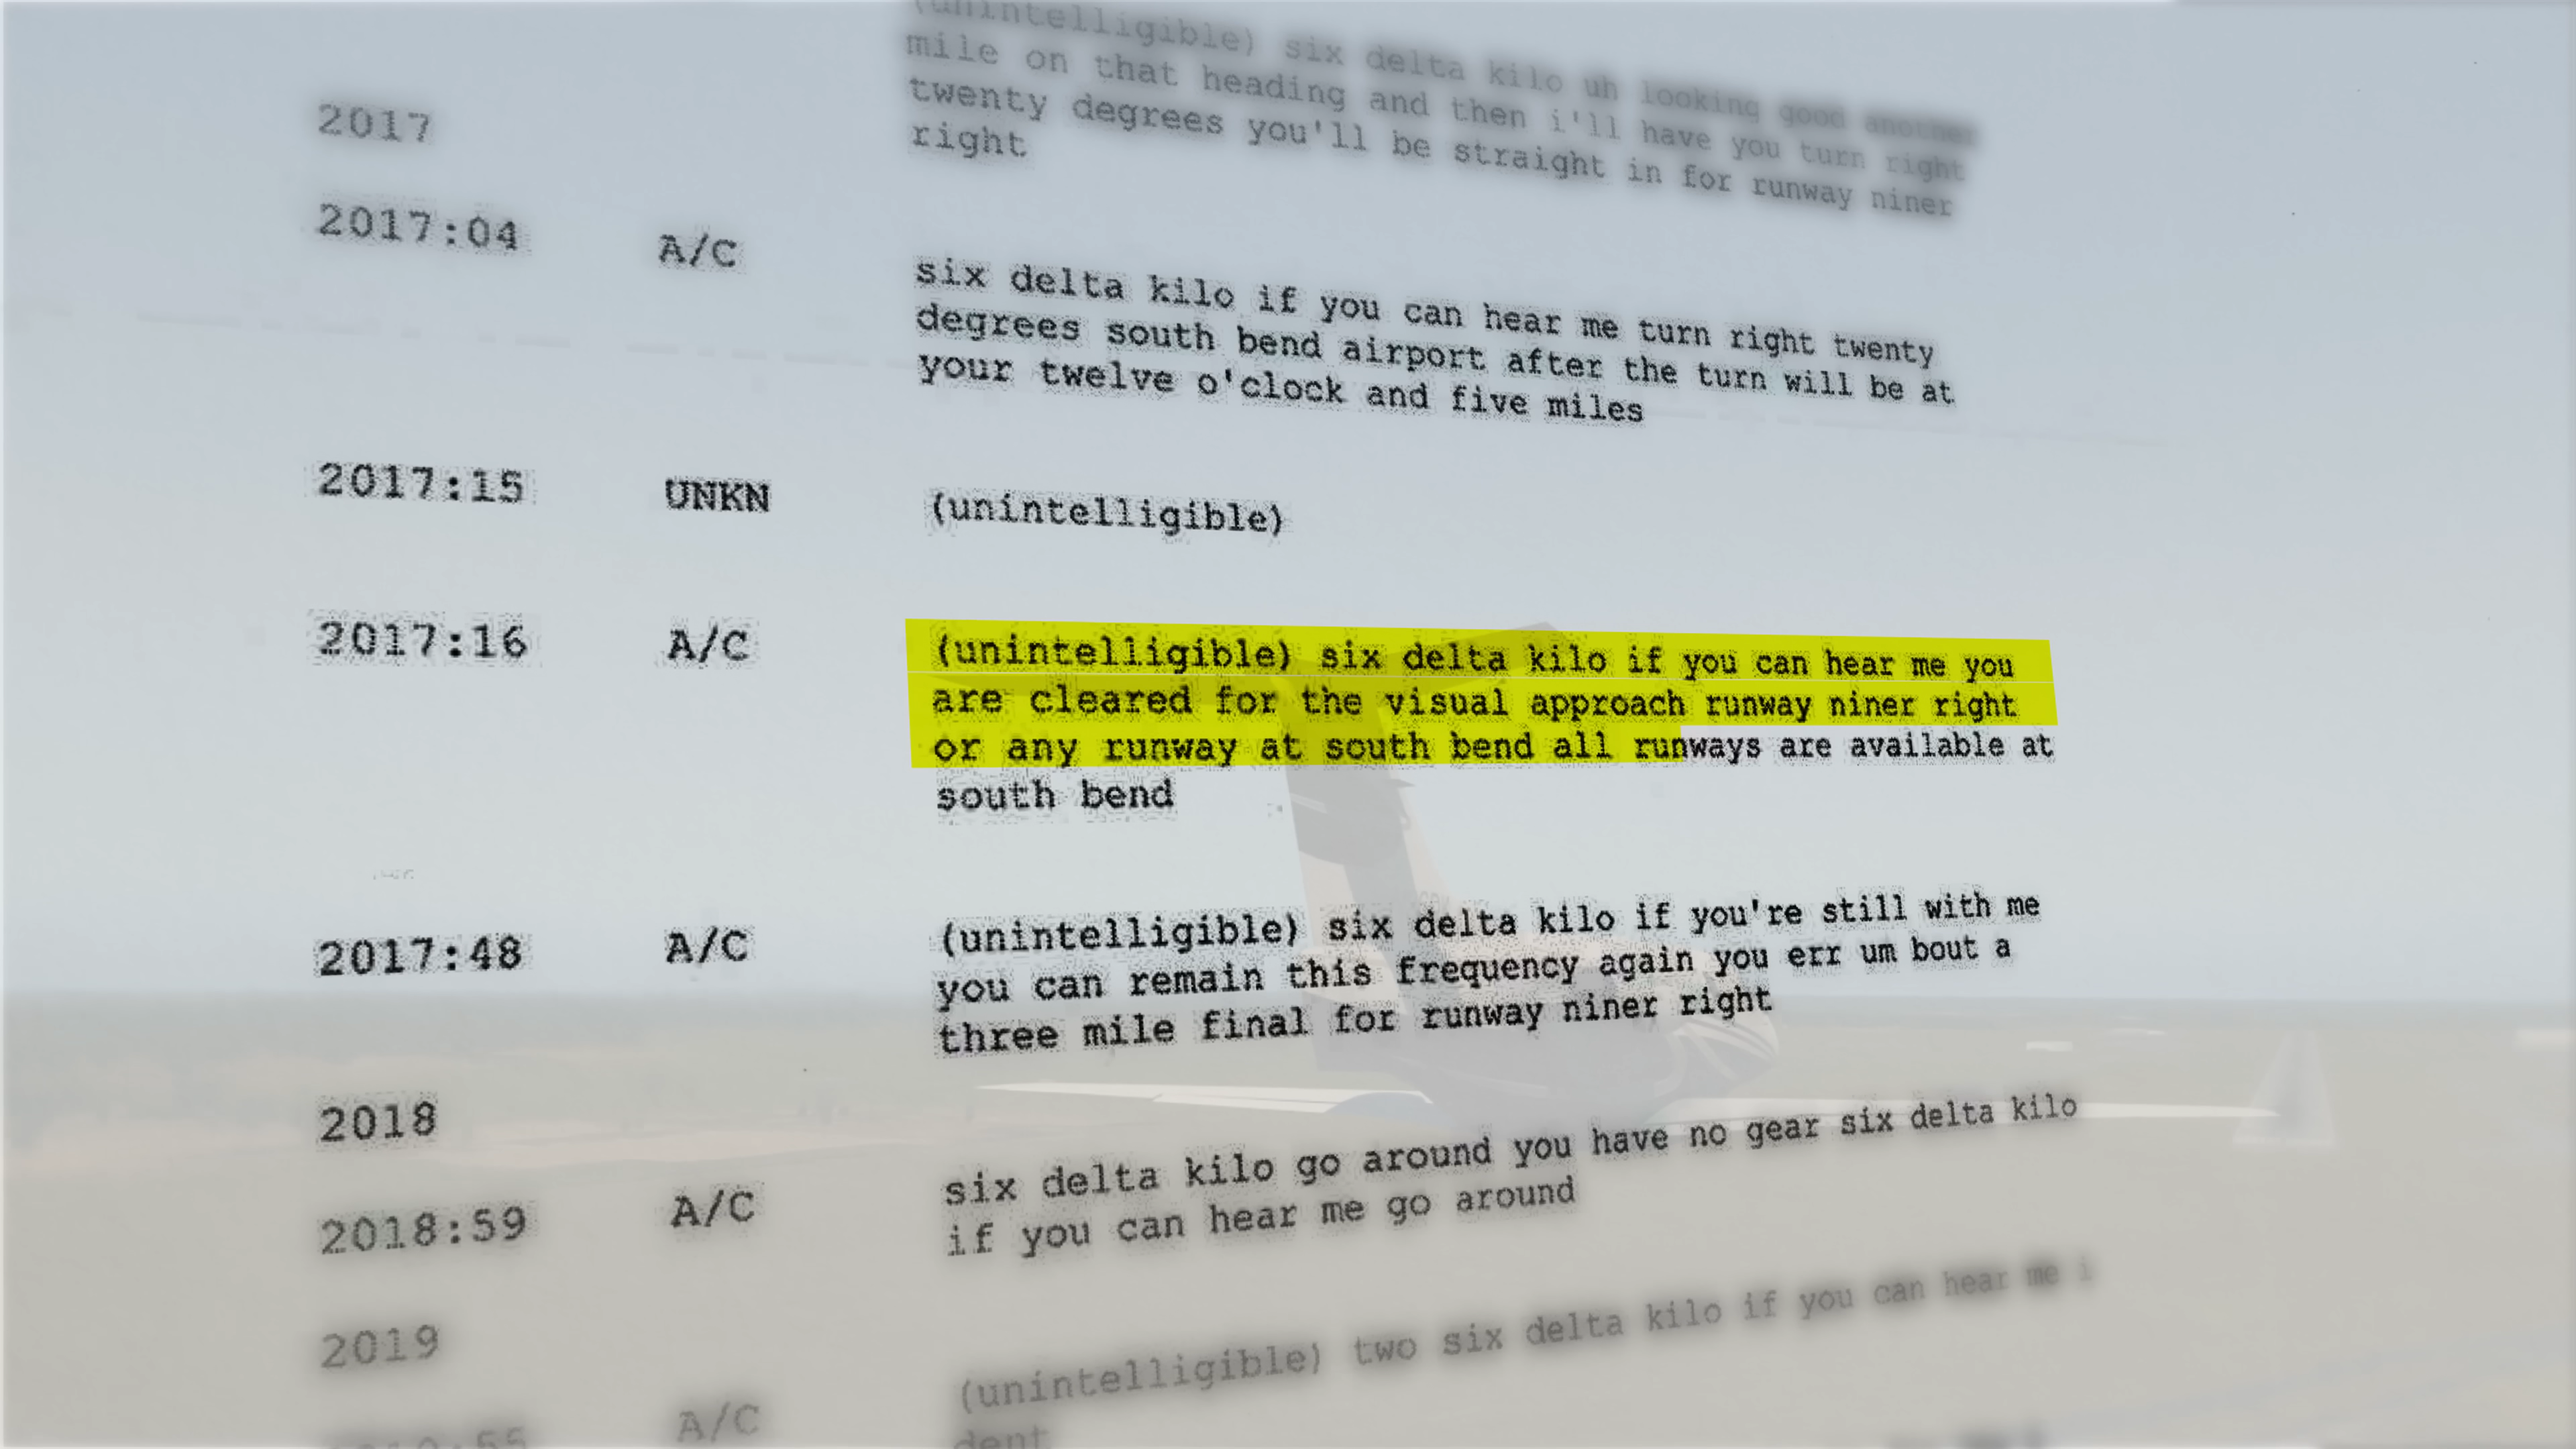 (unintelligible) six delta kilo uh looking good another
mile on that heading and then i'll have you turn right
twenty degrees you'll be straight in for runway niner
right
2017
2017:04 A/C
six delta kilo if you can hear me turn right twenty
degrees south bend airport after the turn will be at
your twelve o'clock and five miles
2017:15 UNKN (unintelligible)
2017:16 A/C (unintelligible) six delta kilo if you can hear me you
are cleared for the visual approach runway niner right
or any runway at south bend all runways are available at
south bend
2017:48 A/C (unintelligible) six delta kilo if you're still with me
you can remain this frequency again you err um bout a
three mile final for runway niner right
2018
2018:59 A/C six delta kilo go around you have no gear six delta kilo
if you can hear me go around
2019
A/C (unintelligible) two six delta kilo if you can hear me i
dent